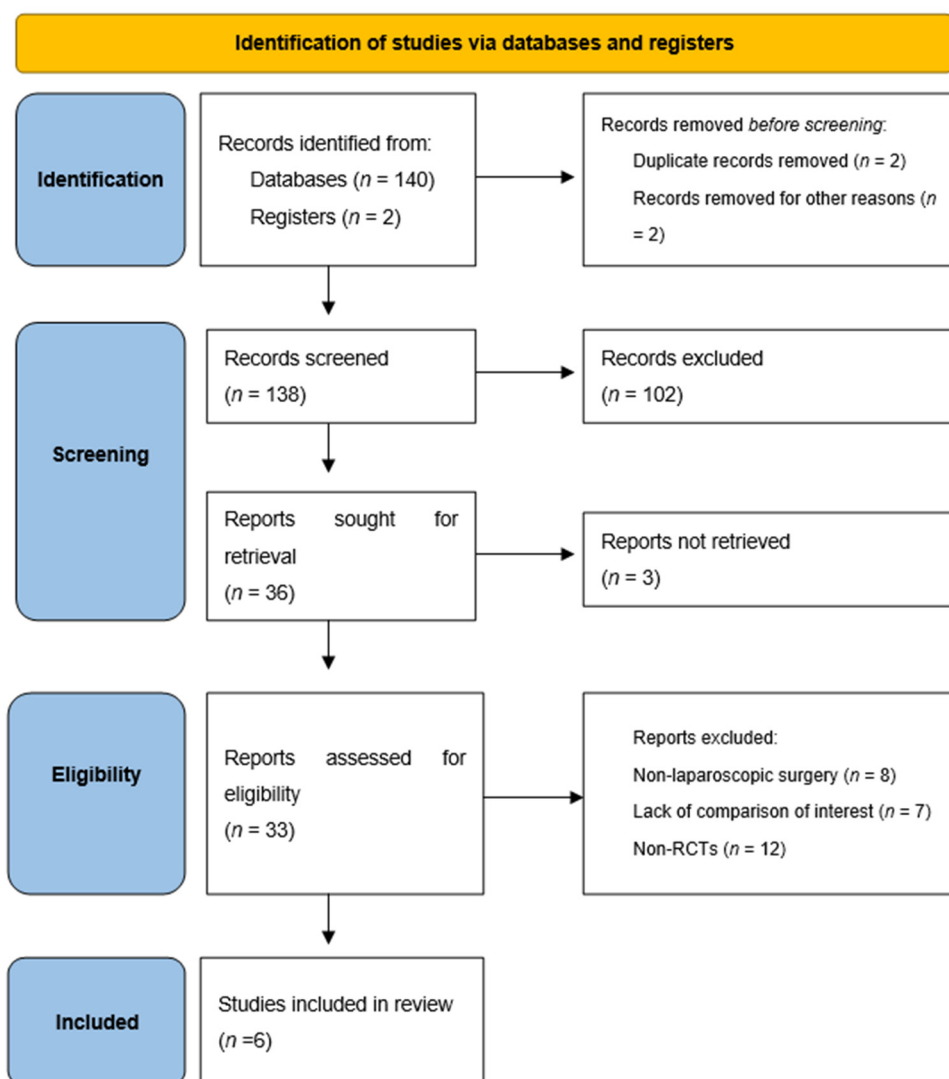 Identification of studies via databases and registers
Identification
Records identified from:
Databases (n = 140)
Registers (n = 2)
Records removed before screening:
Duplicate records removed (n = 2)
Records removed for other reasons (n
= 2)
Screening
Records screened
(n = 138)
Records excluded
(n = 102)
Reports sought for
retrieval
(n = 36)
Reports not retrieved
(n = 3)
Eligibility
Reports assessed for
eligibility
(n = 33)
Reports excluded:
Non-laparoscopic surgery (n = 8)
Lack of comparison of interest (n = 7)
Non-RCTs (n = 12)
Included
Studies included in review
(n =6)